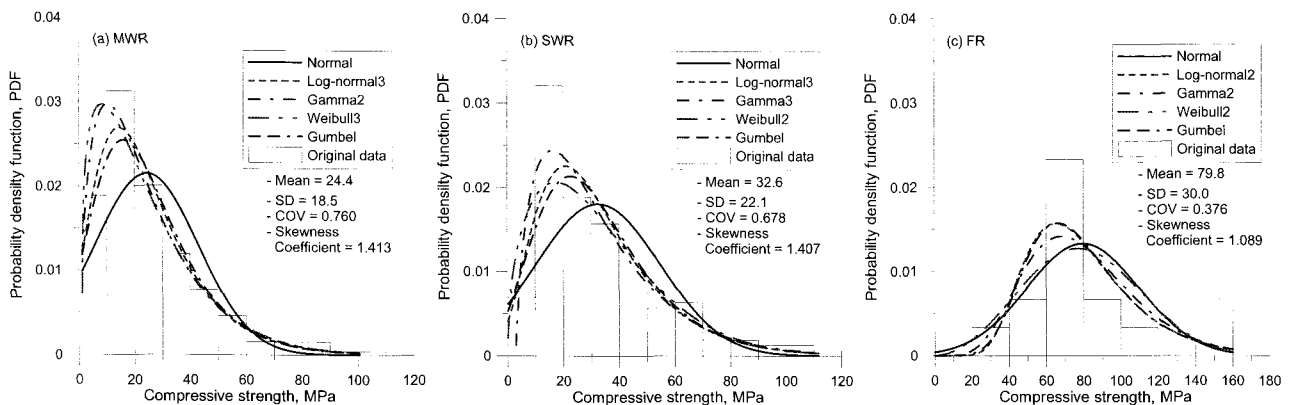 (a) MWR
Probability density function, PDF
0.04
0.03
0.02
0.01
0
Normal
Log-normal3
Gamma2
Weibull3
Gumbel
Original data
- Mean = 24.4
- SD = 18.5
- COV = 0.760
- Skewness
Coefficient = 1.413
0 20 40 60 80 100 120
Compressive strength, MPa
(b) SWR
Probability density function, PDF
0.04
0.03
0.02
0.01
0
Normal
Log-normal3
Gamma3
Weibull2
Gumbel
Original data
- Mean = 32.6
- SD = 22.1
- COV = 0.678
- Skewness
Coefficient = 1.407
0 20 40 60 80 100 120
Compressive strength, MPa
(c) FR
Probability density function, PDF
0.04
0.03
0.02
0.01
0
Normal
Log-normal2
Gamma2
Weibull2
Gumbel
Original data
- Mean = 79.8
- SD = 30.0
- COV = 0.376
- Skewness
Coefficient = 1.089
0 20 40 60 80 100 120 140 160 180
Compressive strength, MPa